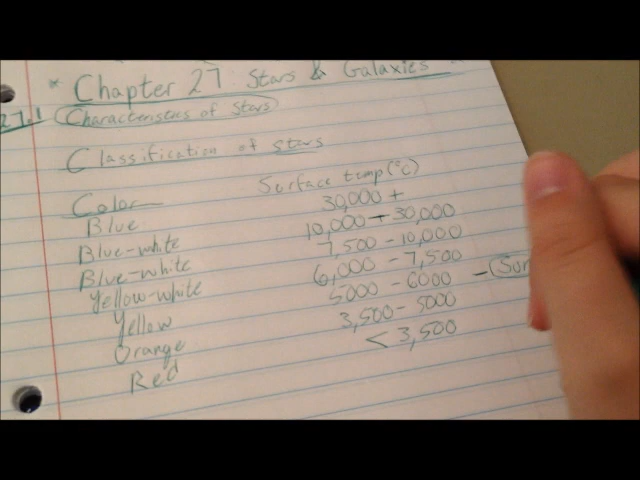 * Chapter 27 Stars & Galaxies
27.1 Characteristics of Stars
Classification of stars
Color Surface temp (°C)
Blue 30,000 +
Blue-white 10,000 - 30,000
Blue-white 7,500 - 10,000
Yellow-white 6,000 - 7,500
Yellow 5000 - 6000
Orange 3,500 - 5000
Red < 3,500